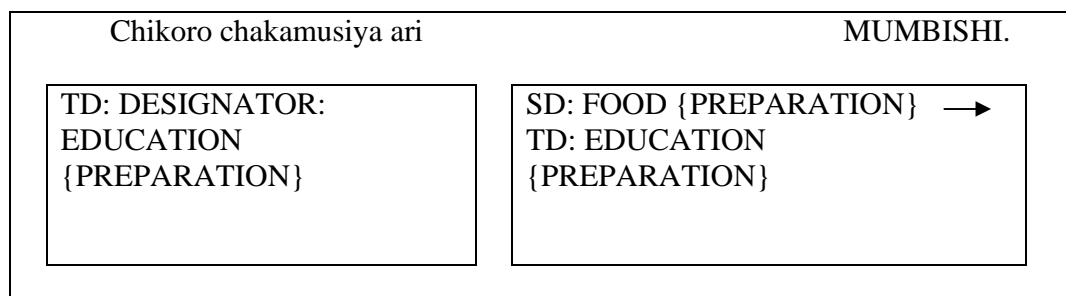 Chikoro chakamusiya ari MUMBISHI.
TD: DESIGNATOR:
EDUCATION
{PREPARATION}
SD: FOOD {PREPARATION} →
TD: EDUCATION
{PREPARATION}